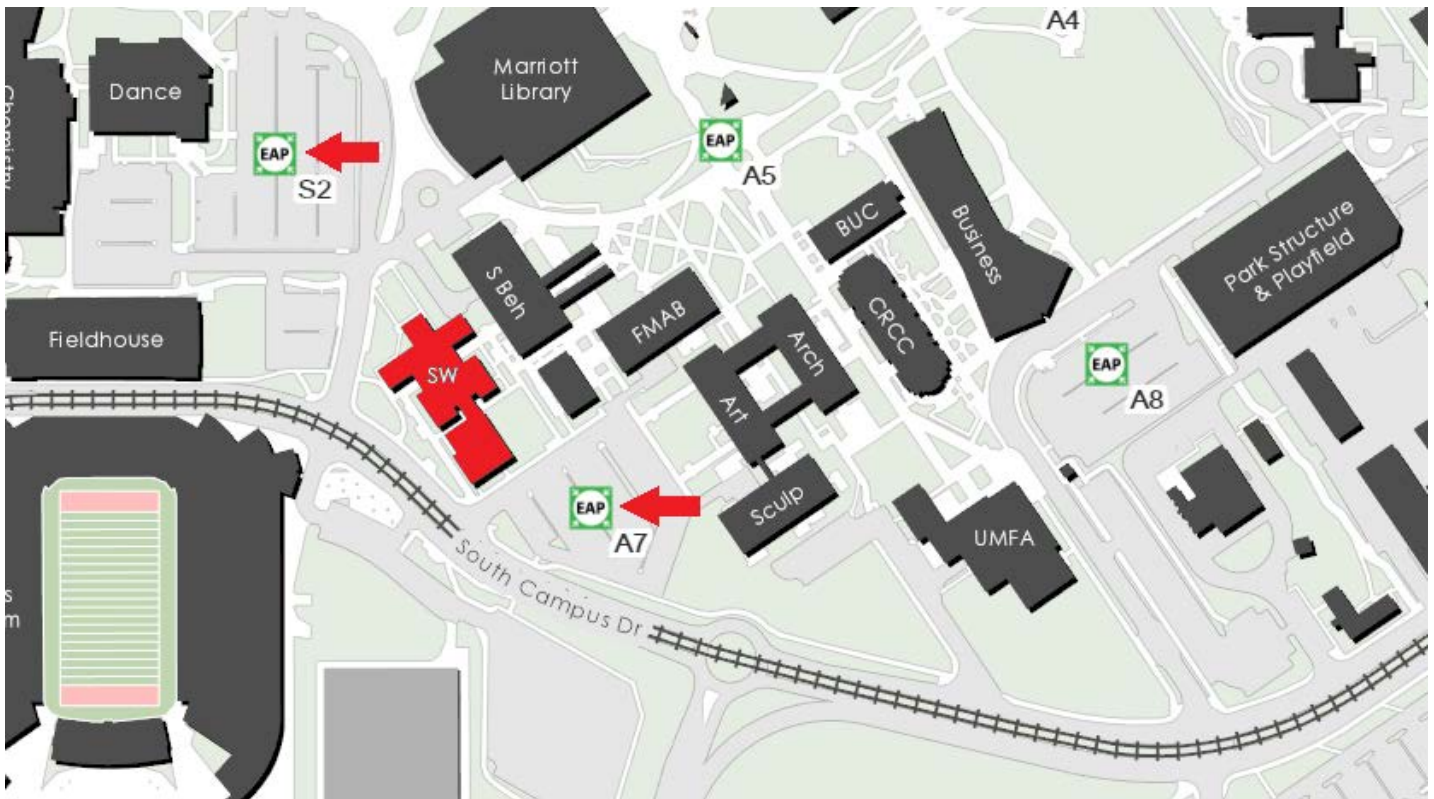 A4
Marriott
Library
Dance
Chemistry
EAP
S2
EAP
A5
BUC
Business
Park Structure
& Playfield
S Beh
FMAB
CRCC
Arch
Fieldhouse
SW
EAP
A8
Art
Sculp
EAP
A7
UMFA
South Campus Dr
s
m